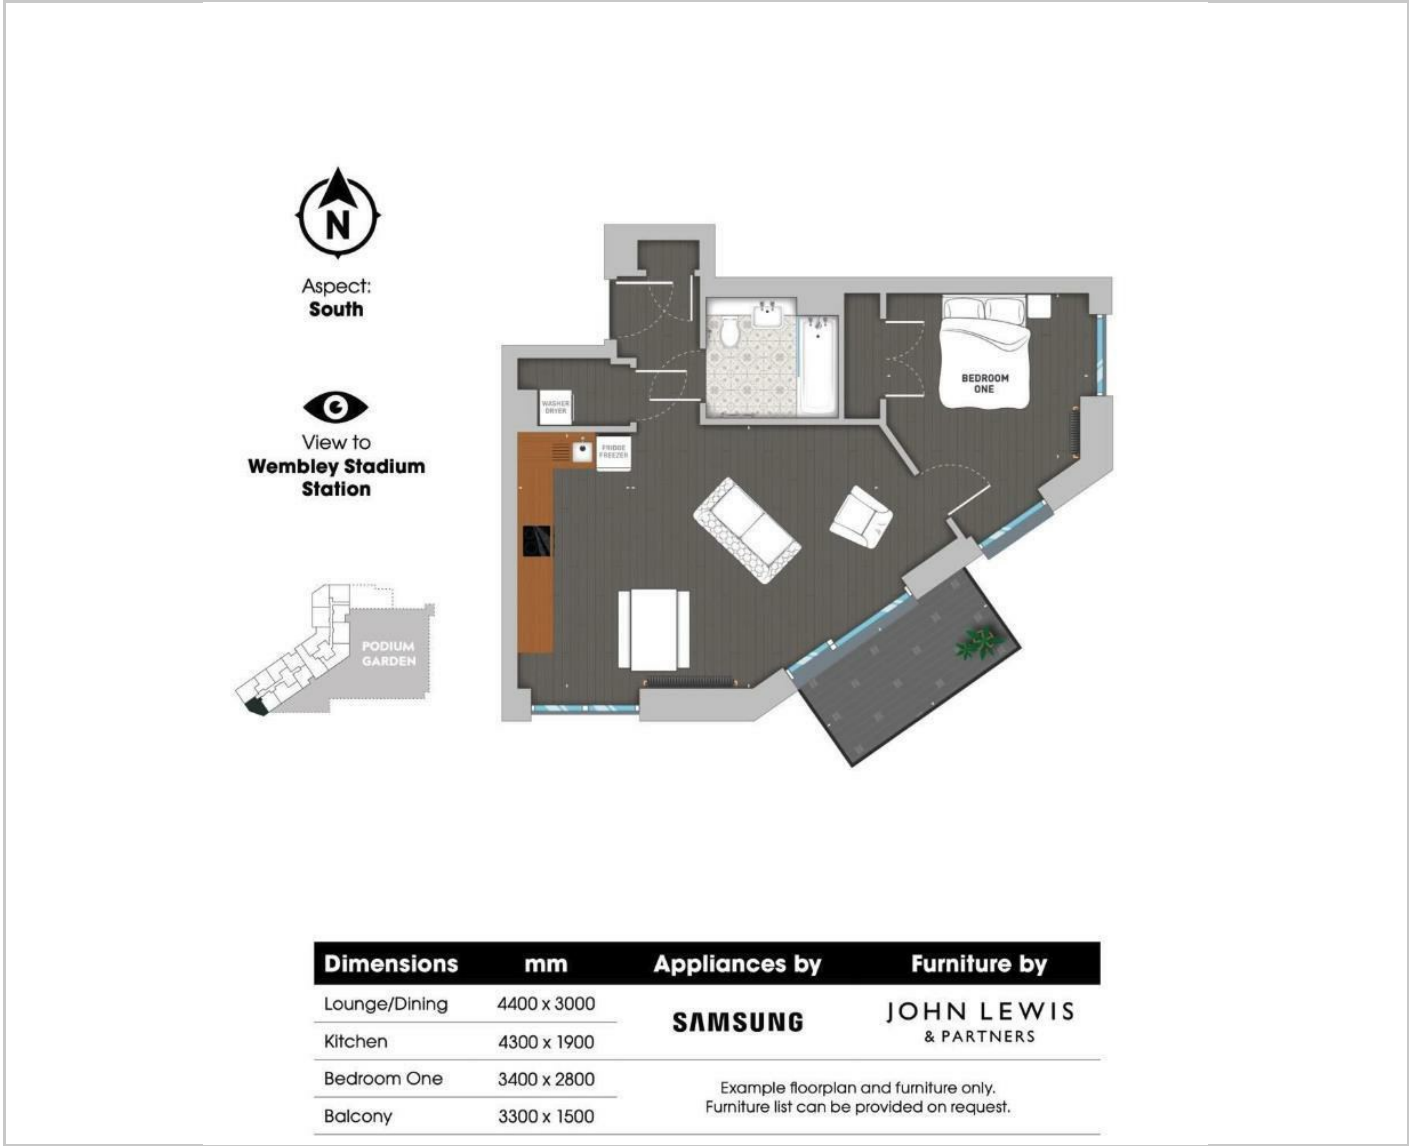 N
Aspect:
South
View to
Wembley Stadium
Station
PODIUM
GARDEN
WASHER
DRYER
FRIDGE
FREEZER
BEDROOM
ONE
Dimensions mm Appliances by Furniture by
Lounge/Dining 4400 x 3000
Kitchen 4300 x 1900
Bedroom One 3400 x 2800
Balcony 3300 x 1500
SAMSUNG
JOHN LEWIS
& PARTNERS
Example floorplan and furniture only.
Furniture list can be provided on request.